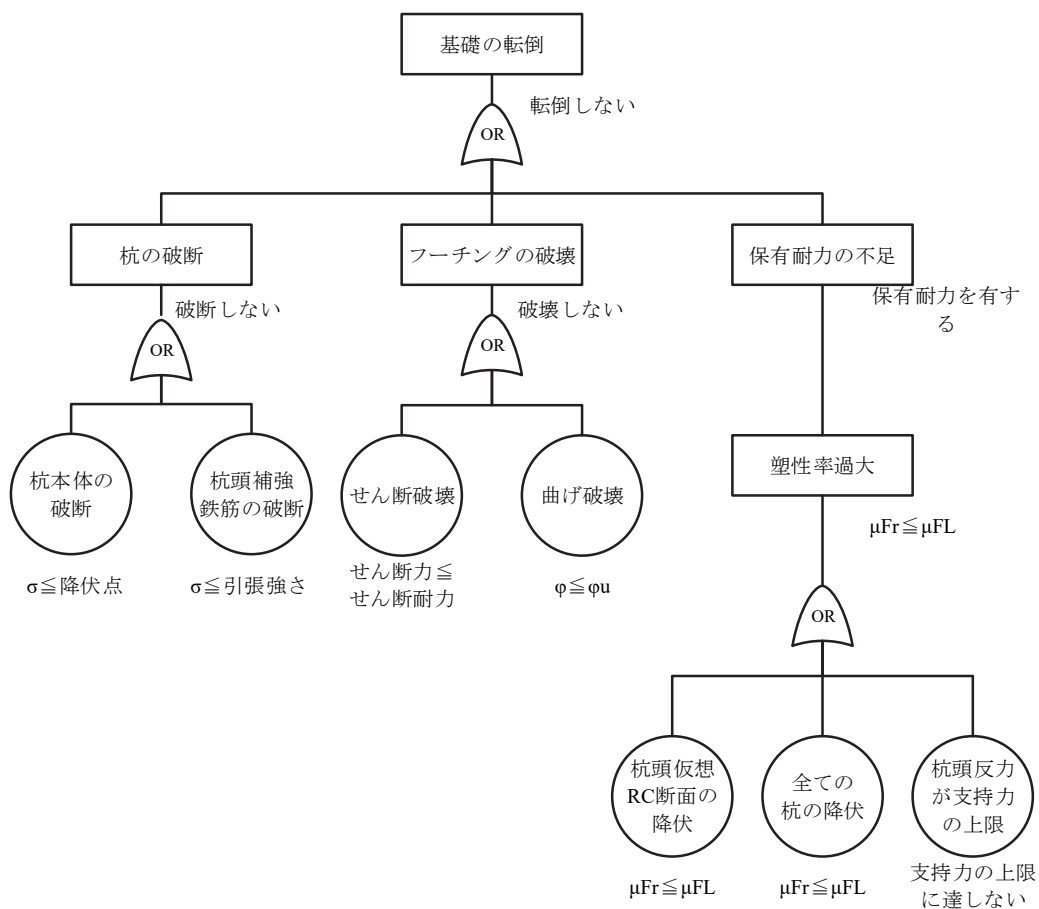 基礎の転倒
転倒しない
OR
杭の破断
フーチングの破壊
保有耐力の不足
破断しない
破壊しない
保有耐力を有す
る
OR
OR
杭本体の
破断
杭頭補強
鉄筋の破断
せん断破壊
曲げ破壊
塑性率過大
σ≦降伏点
σ≦引張強さ
せん断力≦
せん断耐力
φ≦φu
μFr≦μFL
OR
杭頭仮想
RC断面の
降伏
全ての
杭の降伏
杭頭反力
が支持力
の上限
μFr≦μFL
μFr≦μFL
支持力の上限
に達しない